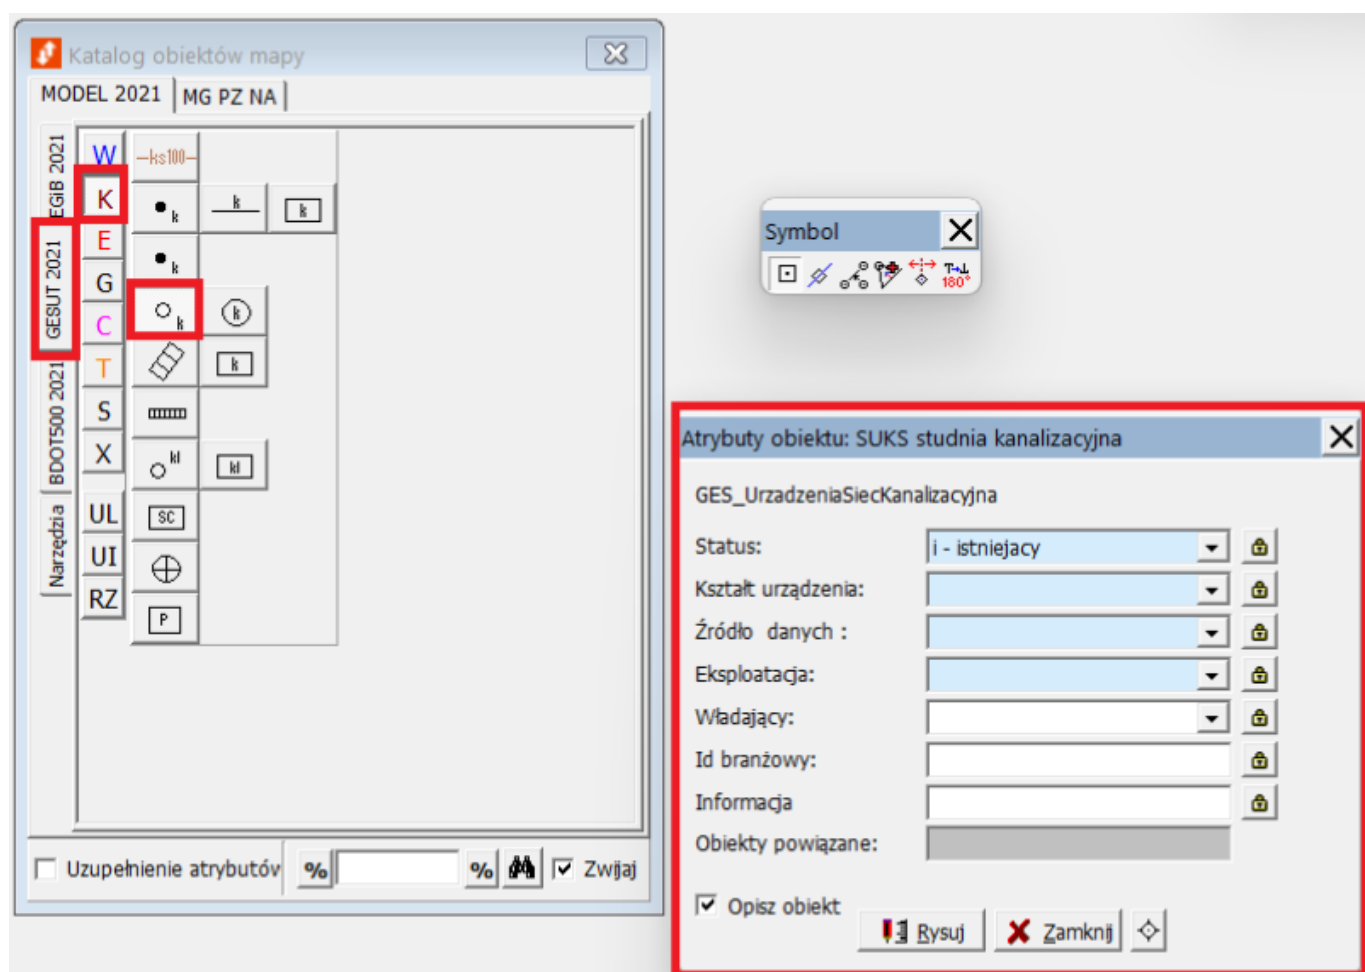 Katalog obiektów mapy
MODEL 2021
MG PZ NA
EGiB 2021
GESUT 2021
BDOT500 2021
Narzędzia
W
K
E
G
C
T
S
X
UL
UI
RZ
ks100
k
k
k
k
k
k
k
kl
kl
SC
P
Uzupełnienie atrybutów
%
%
Zwijaj
Symbol
T
180°
Atrybuty obiektu: SUKS studnia kanalizacyjna
GES_UrzadzeniaSiecKanalizacyjna
Status:
i - istniejacy
Kształt urządzenia:
Źródło danych :
Eksploatacja:
Władający:
Id branżowy:
Informacja
Obiekty powiązane:
Opisz obiekt
Rysuj
Zamknij